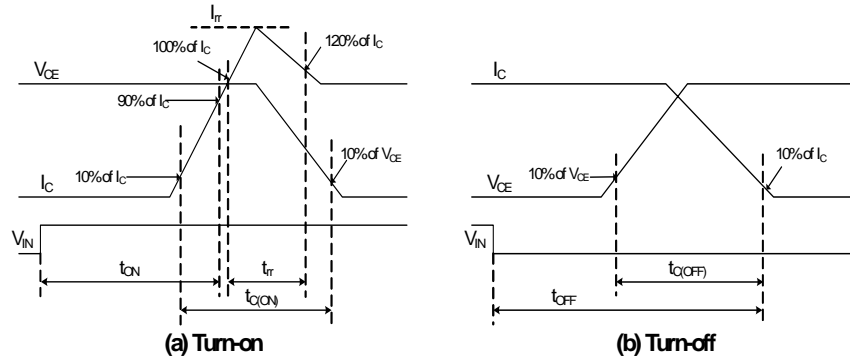 Irr
100% of IC
120% of IC
VCE
90% of IC
10% of IC
10% of VCE
IC
VIN
tON
trr
tC(ON)
(a) Turn-on
IC
10% of VCE
10% of IC
VCE
VIN
tC(OFF)
tOFF
(b) Turn-off